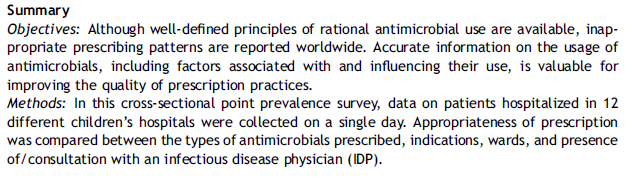 Summary
Objectives: Although well-defined principles of rational antimicrobial use are available, inap-
propriate prescribing patterns are reported worldwide. Accurate information on the usage of
antimicrobials, including factors associated with and influencing their use, is valuable for
improving the quality of prescription practices.
Methods: In this cross-sectional point prevalence survey, data on patients hospitalized in 12
different children's hospitals were collected on a single day. Appropriateness of prescription
was compared between the types of antimicrobials prescribed, indications, wards, and presence
of/consultation with an infectious disease physician (IDP).